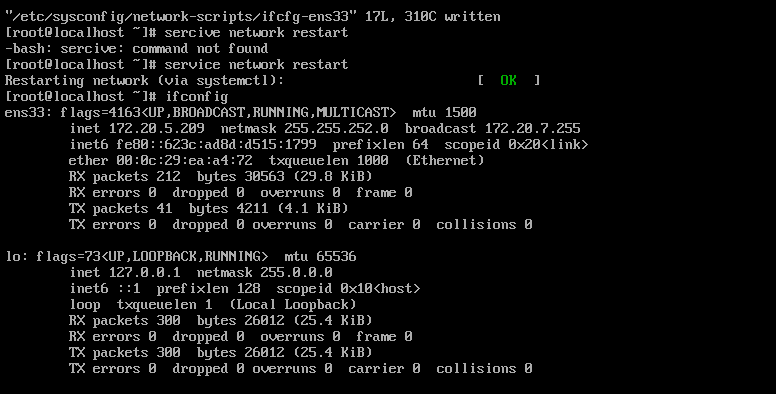 "/etc/sysconfig/network-scripts/ifcfg-ens33" 17L, 310C written
[root@localhost ~]# sercive network restart
-bash: sercive: command not found
[root@localhost ~]# service network restart
Restarting network (via systemctl):                        [  OK  ]
[root@localhost ~]# ifconfig
ens33: flags=4163<UP,BROADCAST,RUNNING,MULTICAST>  mtu 1500
        inet 172.20.5.209  netmask 255.255.252.0  broadcast 172.20.7.255
        inet6 fe80::623c:ad8d:d515:1799  prefixlen 64  scopeid 0x20<link>
        ether 00:0c:29:ea:a4:72  txqueuelen 1000  (Ethernet)
        RX packets 212  bytes 30563 (29.8 KiB)
        RX errors 0  dropped 0  overruns 0  frame 0
        TX packets 41  bytes 4211 (4.1 KiB)
        TX errors 0  dropped 0 overruns 0  carrier 0  collisions 0

lo: flags=73<UP,LOOPBACK,RUNNING>  mtu 65536
        inet 127.0.0.1  netmask 255.0.0.0
        inet6 ::1  prefixlen 128  scopeid 0x10<host>
        loop  txqueuelen 1  (Local Loopback)
        RX packets 300  bytes 26012 (25.4 KiB)
        RX errors 0  dropped 0  overruns 0  frame 0
        TX packets 300  bytes 26012 (25.4 KiB)
        TX errors 0  dropped 0 overruns 0  carrier 0  collisions 0